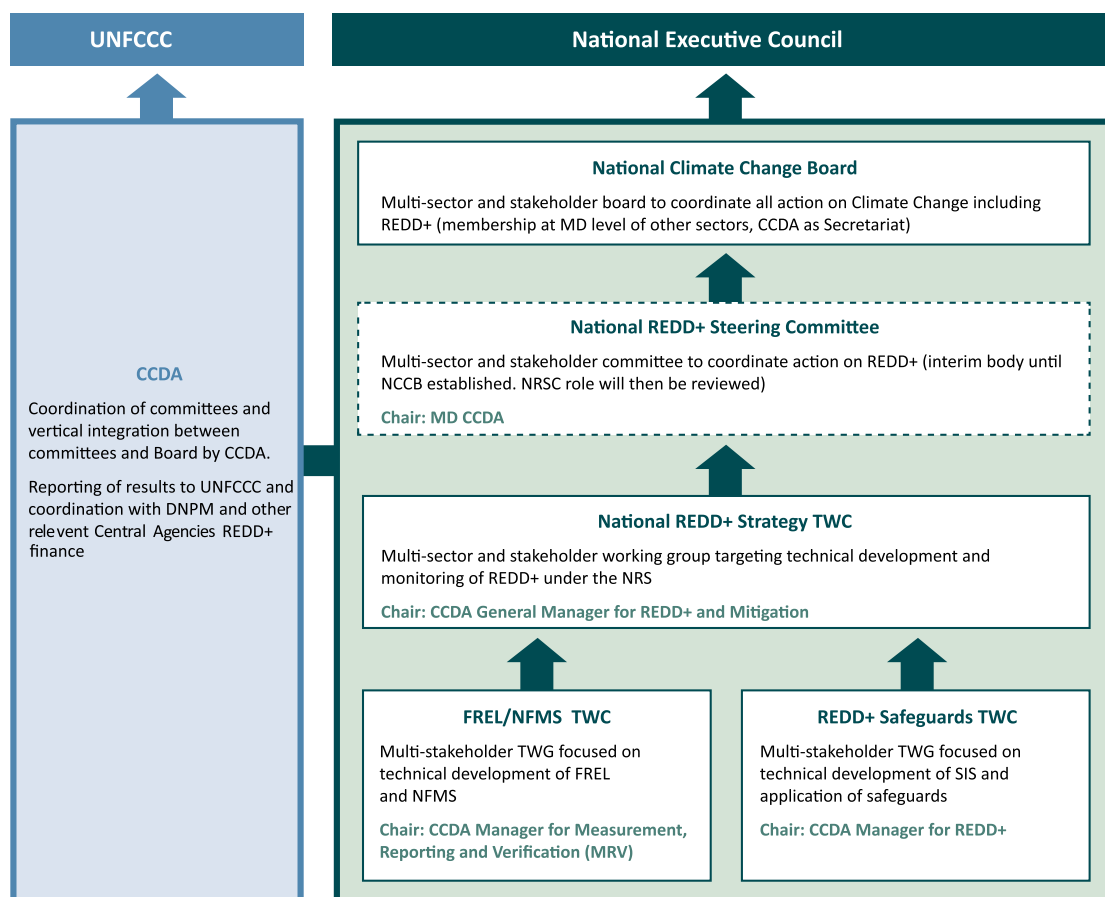 UNFCCC
National Executive Council
CCDA
Coordination of committees and
vertical integration between
committees and Board by CCDA.
Reporting of results to UNFCCC and
coordination with DNPM and other
relevent Central Agencies REDD+
finance
National Climate Change Board
Multi-sector and stakeholder board to coordinate all action on Climate Change including
REDD+ (membership at MD level of other sectors, CCDA as Secretariat)
National REDD+ Steering Committee
Multi-sector and stakeholder committee to coordinate action on REDD+ (interim body until
NCCB established. NRSC role will then be reviewed)
Chair: MD CCDA
National REDD+ Strategy TWC
Multi-sector and stakeholder working group targeting technical development and
monitoring of REDD+ under the NRS
Chair: CCDA General Manager for REDD+ and Mitigation
FREL/NFMS TWC
Multi-stakeholder TWG focused on
technical development of FREL
and NFMS
Chair: CCDA Manager for Measurement,
Reporting and Verification (MRV)
REDD+ Safeguards TWC
Multi-stakeholder TWG focused on
technical development of SIS and
application of safeguards
Chair: CCDA Manager for REDD+